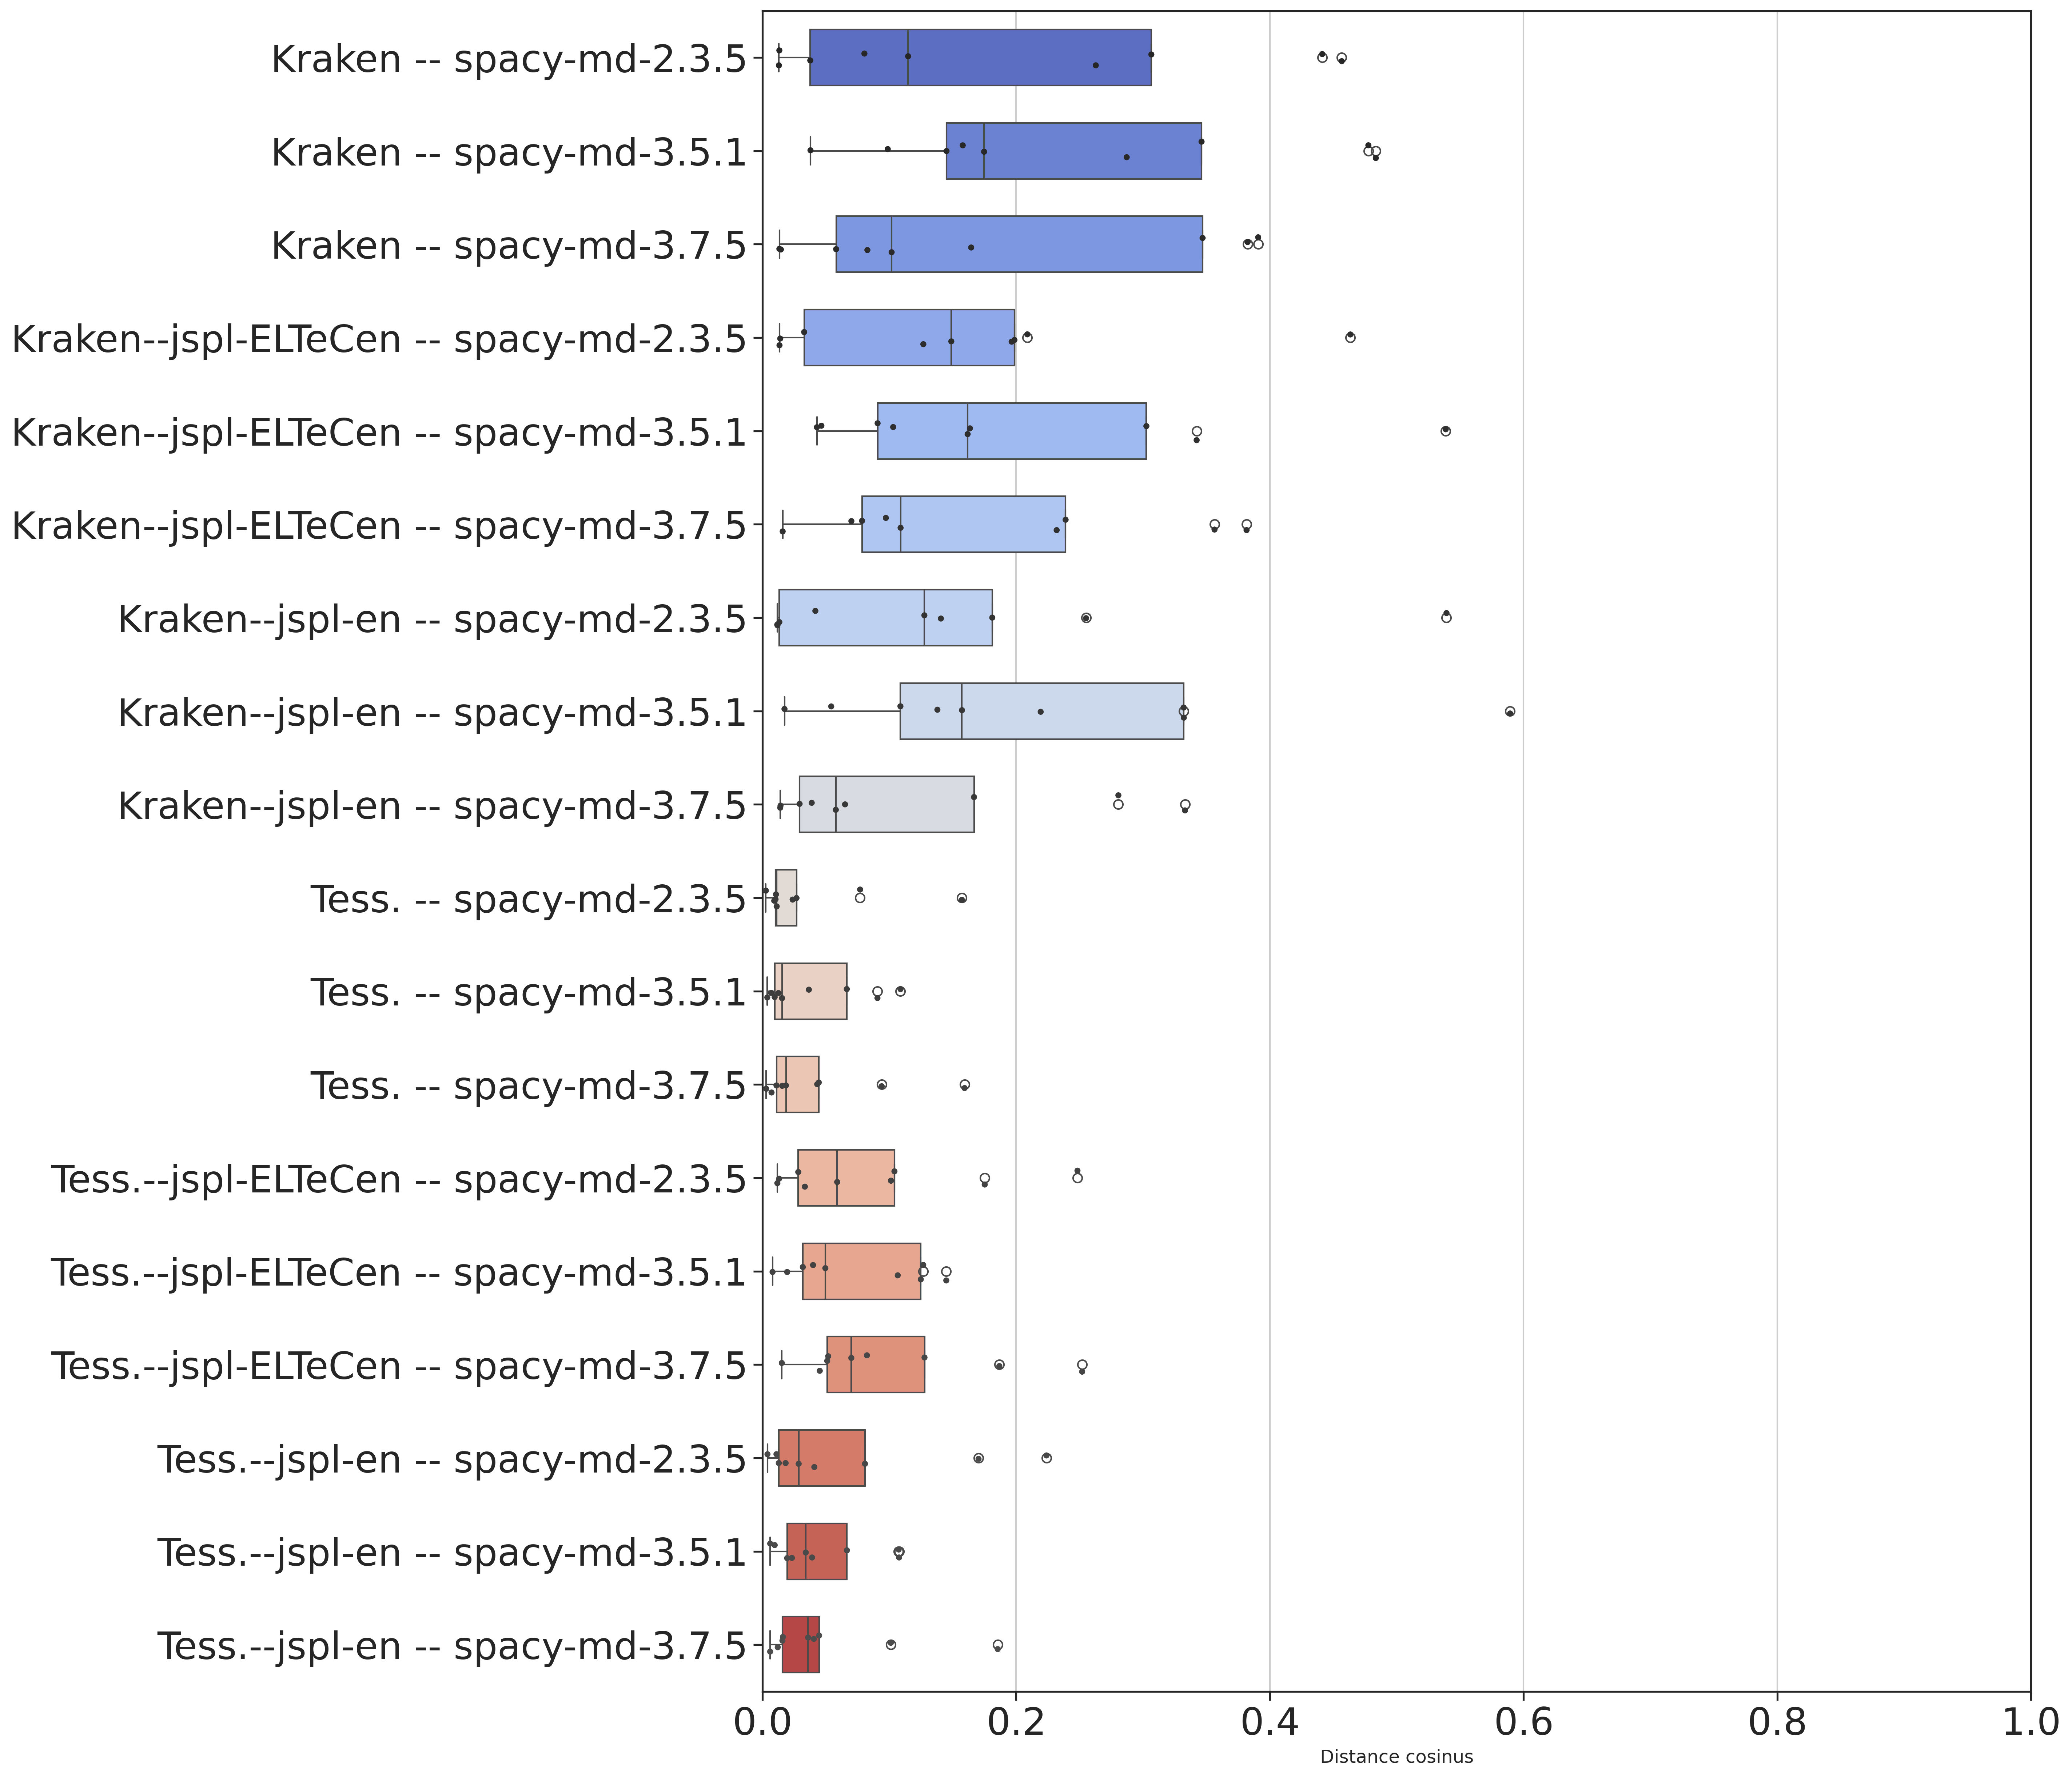 Kraken -- spacy-md-2.3.5
Kraken -- spacy-md-3.5.1
Kraken -- spacy-md-3.7.5
Kraken--jspl-ELTeCen -- spacy-md-2.3.5
Kraken--jspl-ELTeCen -- spacy-md-3.5.1
Kraken--jspl-ELTeCen -- spacy-md-3.7.5
Kraken--jspl-en -- spacy-md-2.3.5
Kraken--jspl-en -- spacy-md-3.5.1
Kraken--jspl-en -- spacy-md-3.7.5
Tess. -- spacy-md-2.3.5
Tess. -- spacy-md-3.5.1
Tess. -- spacy-md-3.7.5
Tess.--jspl-ELTeCen -- spacy-md-2.3.5
Tess.--jspl-ELTeCen -- spacy-md-3.5.1
Tess.--jspl-ELTeCen -- spacy-md-3.7.5
Tess.--jspl-en -- spacy-md-2.3.5
Tess.--jspl-en -- spacy-md-3.5.1
Tess.--jspl-en -- spacy-md-3.7.5
0.0 0.2 0.4 0.6 0.8 1.0
Distance cosinus